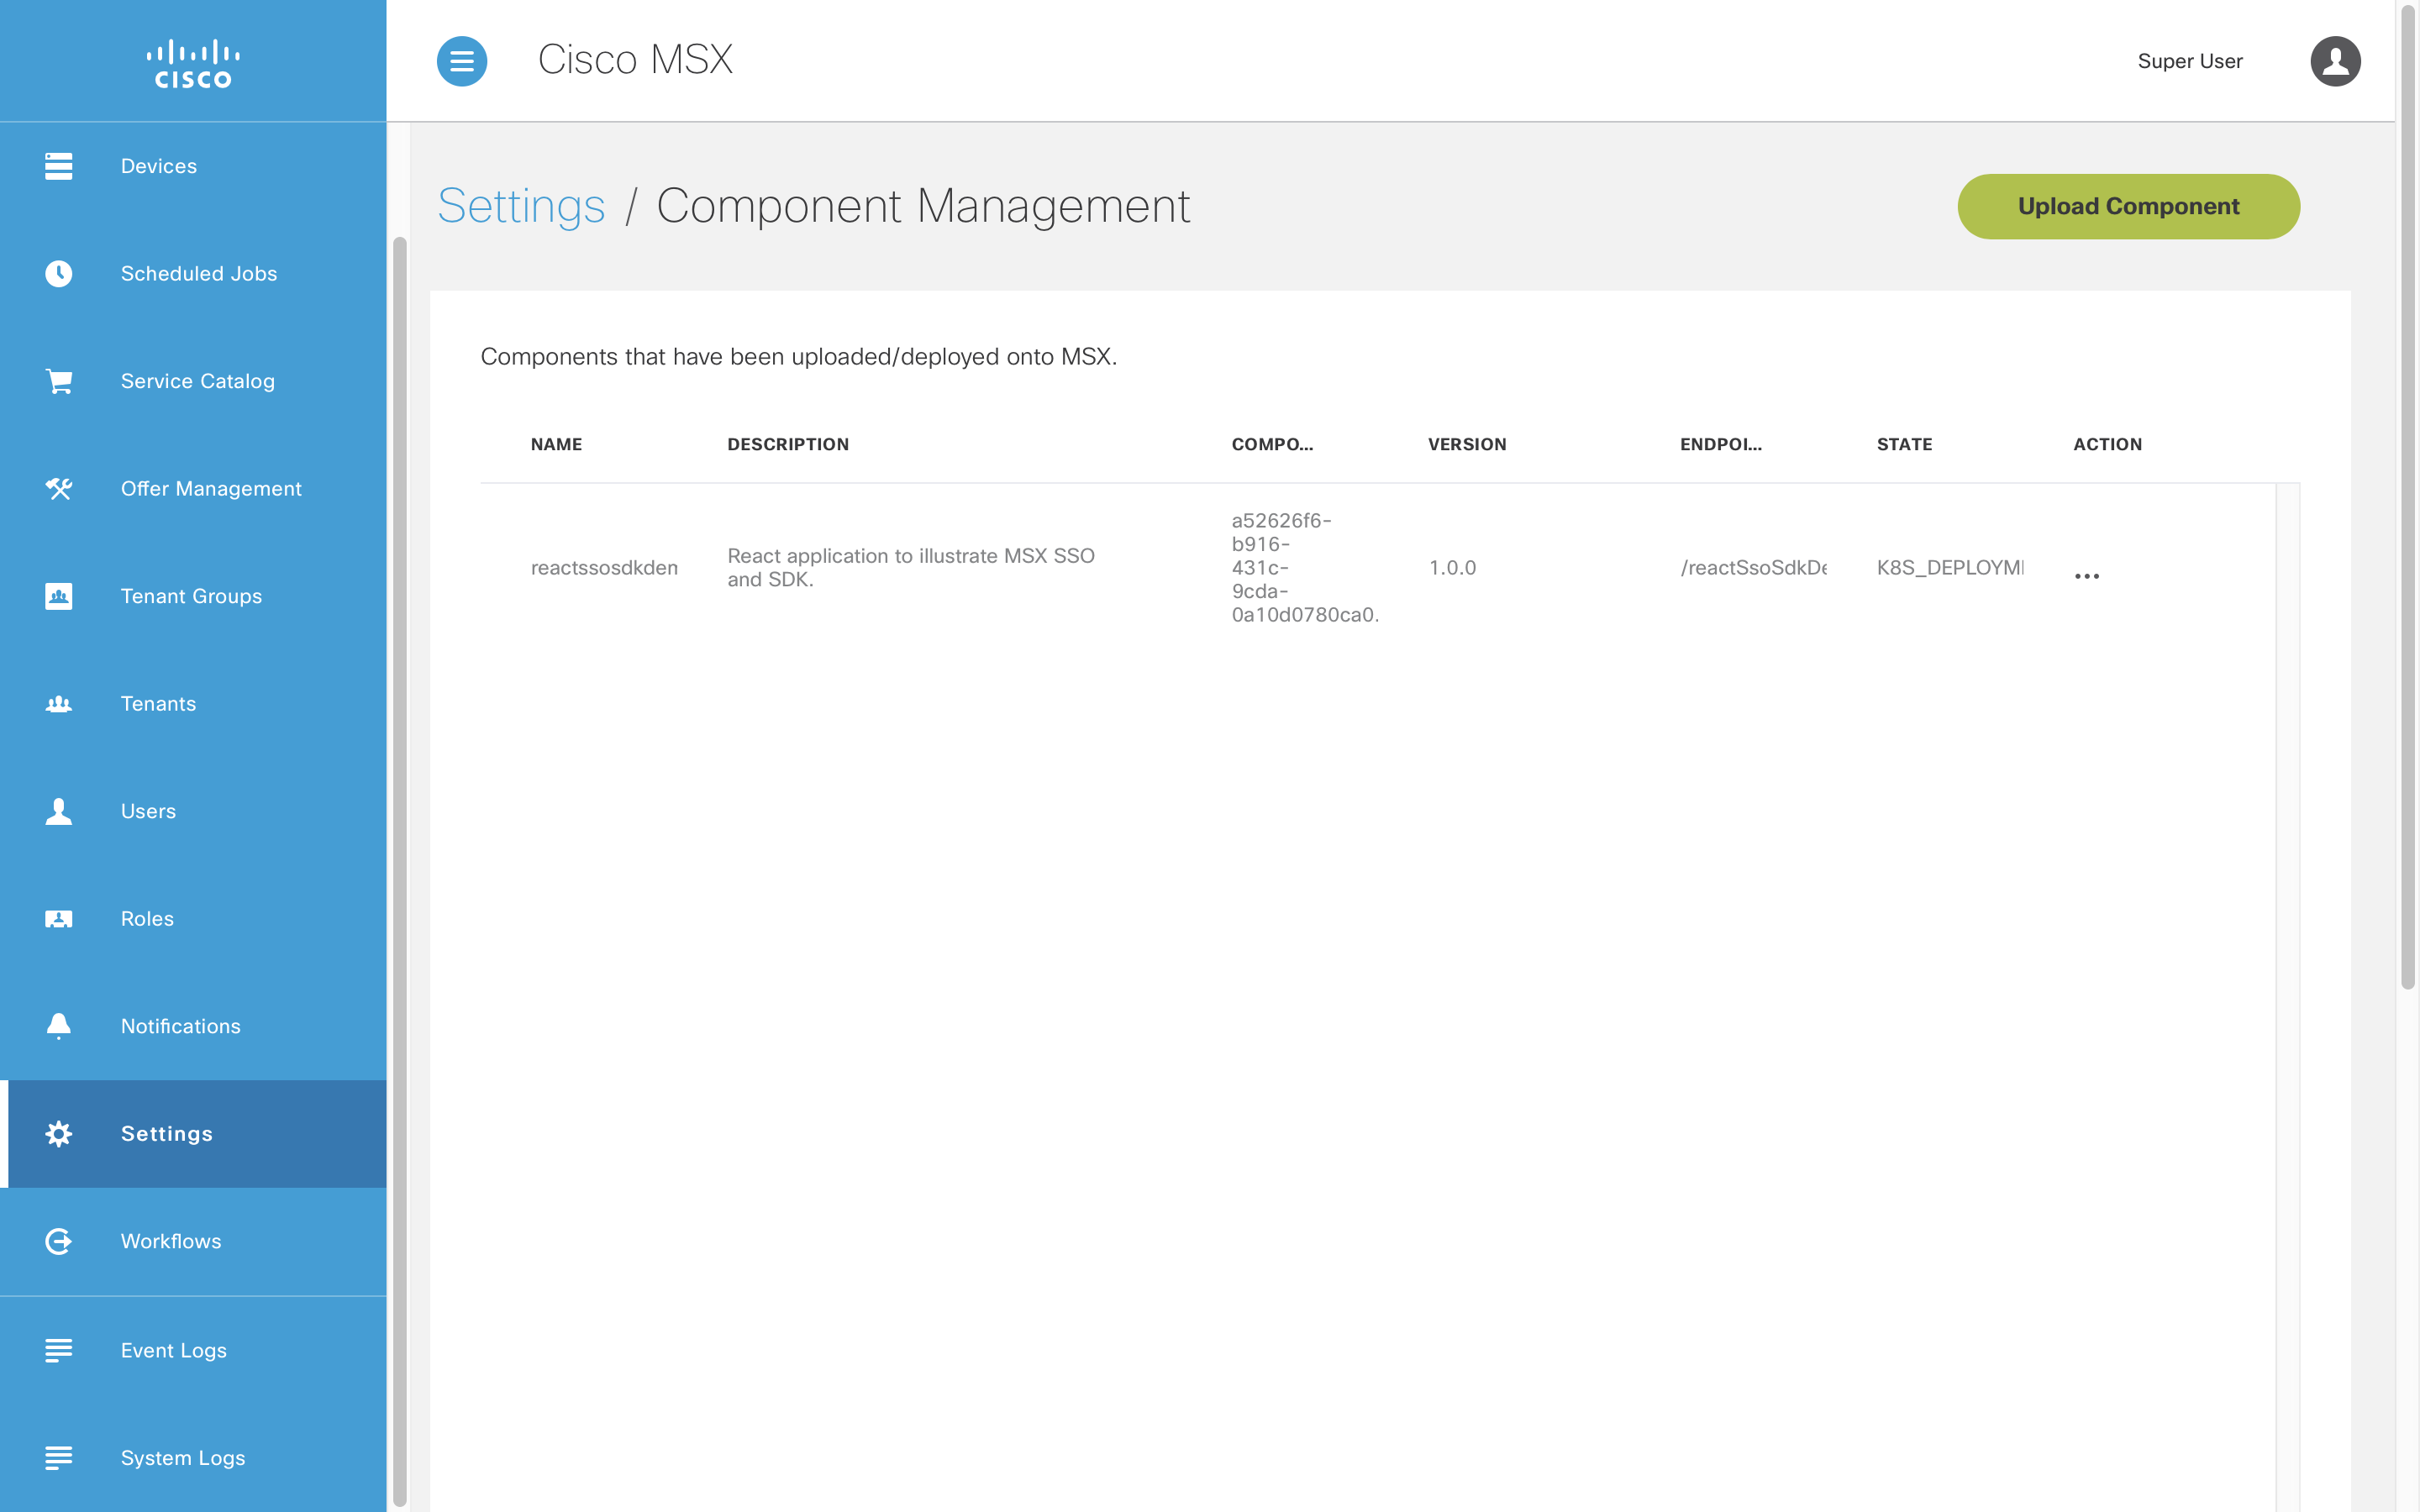 CISCO
Cisco MSX
Super User
Devices
Scheduled Jobs
Service Catalog
Offer Management
Tenant Groups
Tenants
Users
Roles
Notifications
Settings
Workflows
Event Logs
System Logs
Settings / Component Management
Upload Component
Components that have been uploaded/deployed onto MSX.
NAME DESCRIPTION COMPO... VERSION ENDPOI... STATE ACTION
reactssosdkden
React application to illustrate MSX SSO
and SDK.
a52626f6-
b916-
431c-
9cda-
0a10d0780ca0.
1.0.0
/reactSsoSdkDe
K8S_DEPLOYM
...